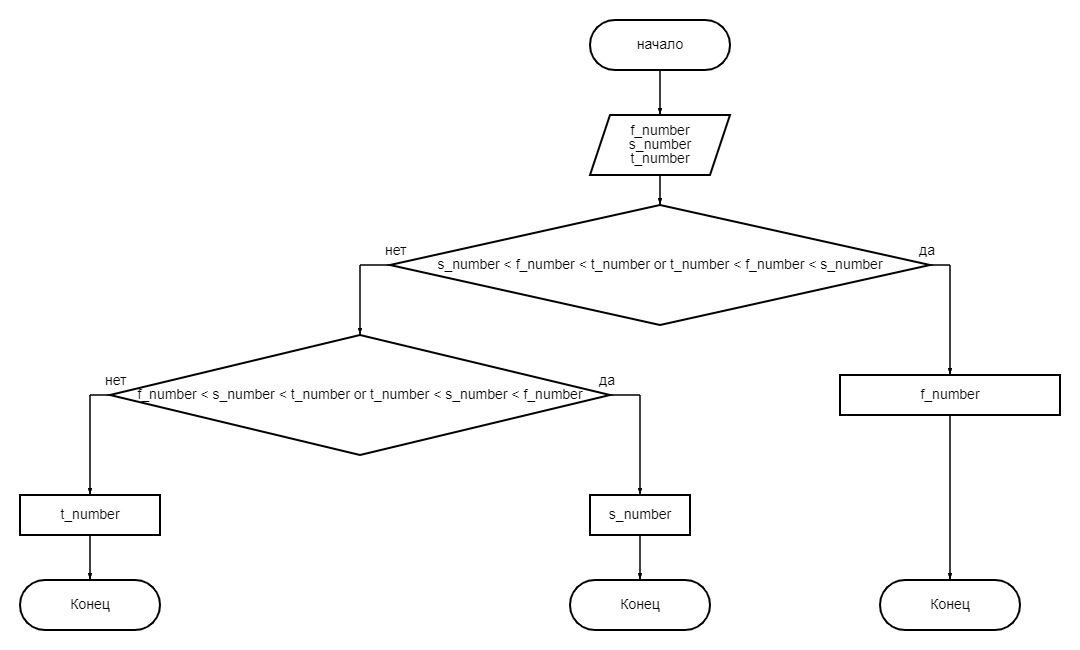 начало
f_number
s_number
t_number
нет
да
s_number < f_number < t_number or t_number < f_number < s_number
нет
да
f_number < s_number < t_number or t_number < s_number < f_number
f_number
t_number
s_number
Конец
Конец
Конец